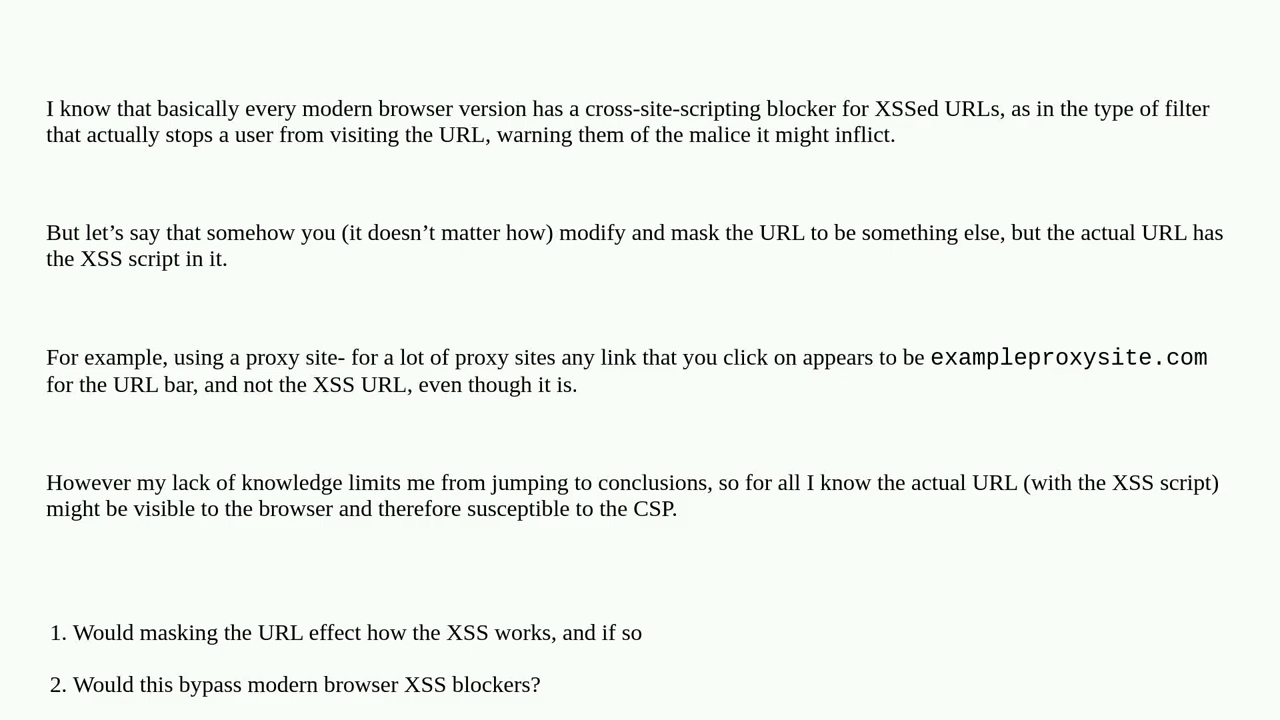 I know that basically every modern browser version has a cross-site-scripting blocker for XSSed URLs, as in the type of filter
that actually stops a user from visiting the URL, warning them of the malice it might inflict.
But let’s say that somehow you (it doesn’t matter how) modify and mask the URL to be something else, but the actual URL has
the XSS script in it.
For example, using a proxy site- for a lot of proxy sites any link that you click on appears to be exampleproxysite.com
for the URL bar, and not the XSS URL, even though it is.
However my lack of knowledge limits me from jumping to conclusions, so for all I know the actual URL (with the XSS script)
might be visible to the browser and therefore susceptible to the CSP.
1. Would masking the URL effect how the XSS works, and if so
2. Would this bypass modern browser XSS blockers?